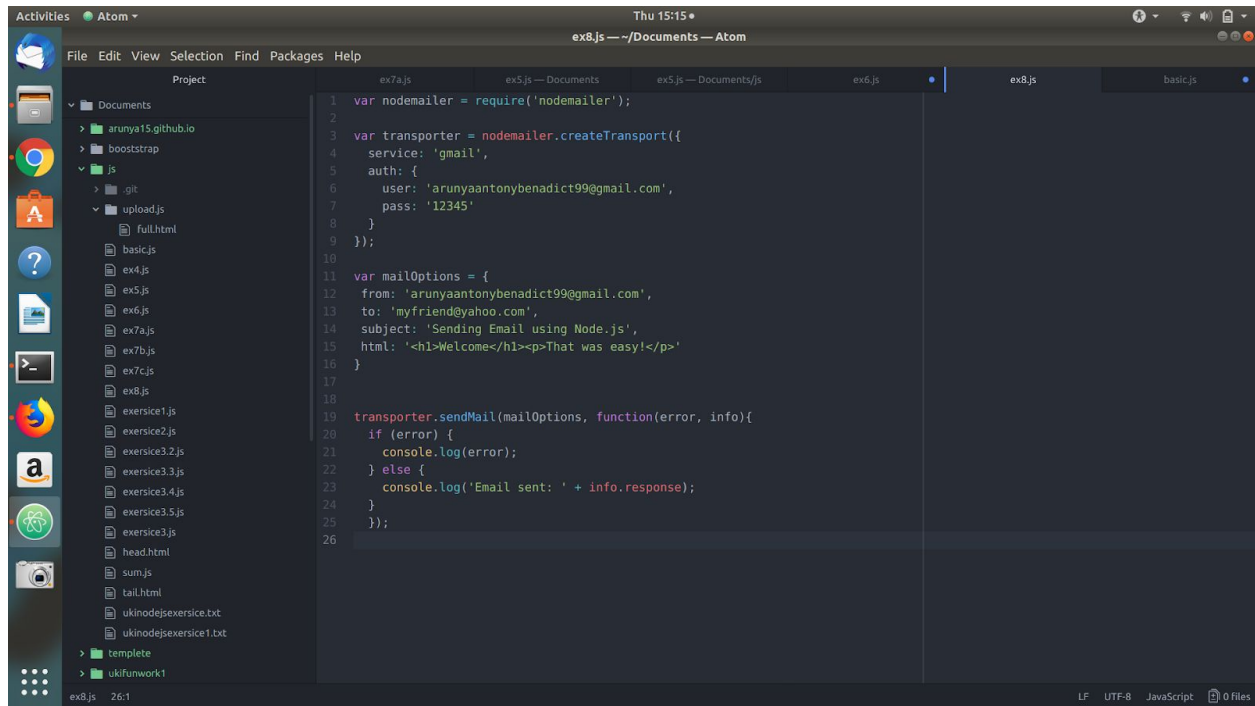 Activities Atom Thu 15:15
ex8.js — ~/Documents — Atom
File Edit View Selection Find Packages Help
Project ex7a.js ex5.js — Documents ex5.js — Documents/js ex6.js ex8.js basic.js
Documents
arunya15.github.io
booststrap
js
.git
upload.js
full.html
basic.js
ex4.js
ex5.js
ex6.js
ex7a.js
ex7b.js
ex7c.js
ex8.js
exersice1.js
exersice2.js
exersice3.2.js
exersice3.3.js
exersice3.4.js
exersice3.5.js
exersice3.js
head.html
sum.js
tail.html
ukinodejsexersice.txt
ukinodejsexersice1.txt
templete
ukifunwork1
1 var nodemailer = require('nodemailer');
2
3 var transporter = nodemailer.createTransport({
4 service: 'gmail',
5 auth: {
6 user: 'arunyaantonybenadict99@gmail.com',
7 pass: '12345'
8 }
9 });
10
11 var mailOptions = {
12 from: 'arunyaantonybenadict99@gmail.com',
13 to: 'myfriend@yahoo.com',
14 subject: 'Sending Email using Node.js',
15 html: '<h1>Welcome</h1><p>That was easy!</p>'
16 }
17
18
19 transporter.sendMail(mailOptions, function(error, info){
20 if (error) {
21 console.log(error);
22 } else {
23 console.log('Email sent: ' + info.response);
24 }
25 });
26
ex8.js 26:1 LF UTF-8 JavaScript 0 files